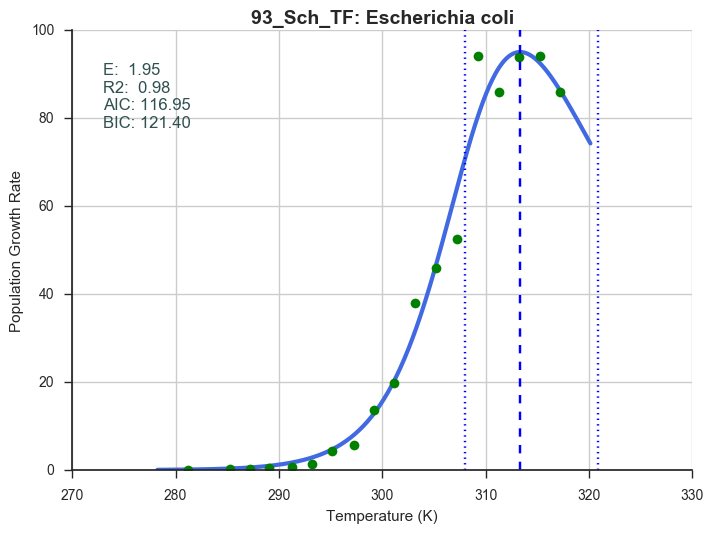 93_Sch_TF: Escherichia coli
100
80
60
40
20
0
Population Growth Rate
E:  1.95
R2:  0.98
AIC: 116.95
BIC: 121.40
270 280 290 300 310 320 330
Temperature (K)